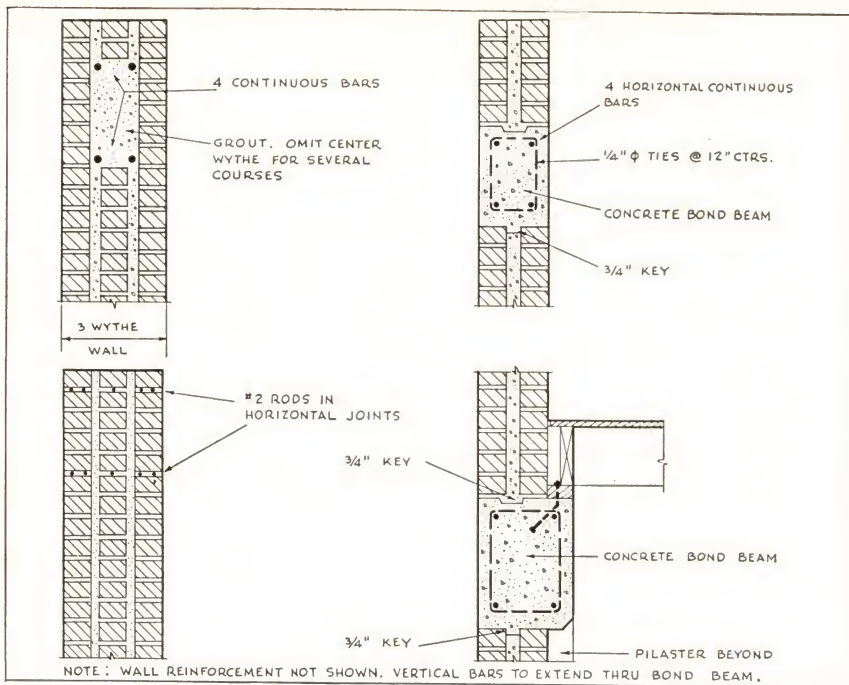 4 CONTINUOUS BARS
GROUT. OMIT CENTER
WYTHE FOR SEVERAL
COURSES
3 WYTHE
WALL
4 HORIZONTAL CONTINUOUS
BARS
1/4" φ TIES @ 12" CTRS.
CONCRETE BOND BEAM
3/4" KEY
#2 RODS IN
HORIZONTAL JOINTS
3/4" KEY
CONCRETE BOND BEAM
3/4" KEY
PILASTER BEYOND
NOTE: WALL REINFORCEMENT NOT SHOWN. VERTICAL BARS TO EXTEND THRU BOND BEAM.